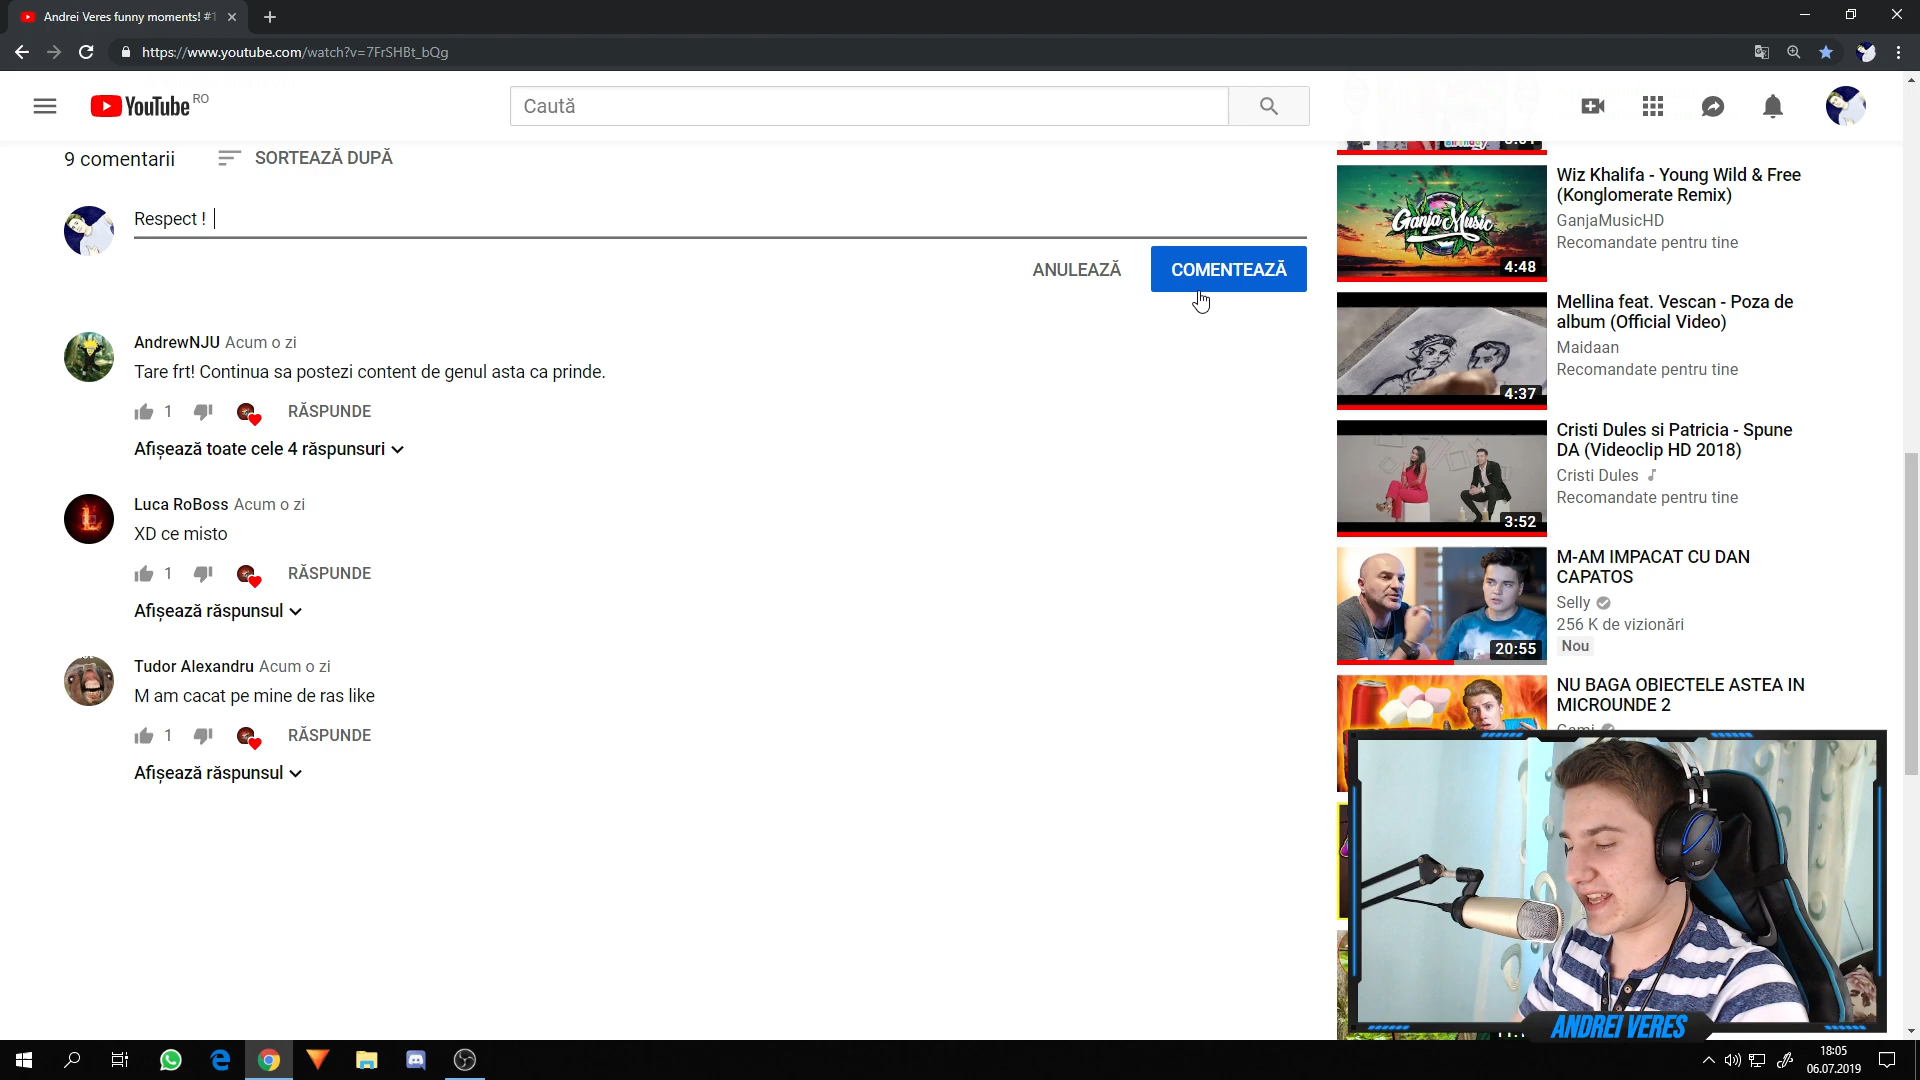 Andrei Veres funny moments! #1
https://www.youtube.com/watch?v=7FrSHBt_bQg
YouTube RO
Caută
9 comentarii
SORTEAZĂ DUPĂ
Respect !
ANULEAZĂ
COMENTEAZĂ
AndrewNJU Acum o zi
Tare frt! Continua sa postezi content de genul asta ca prinde.
1
RĂSPUNDE
Afișează toate cele 4 răspunsuri
Luca RoBoss Acum o zi
XD ce misto
1
RĂSPUNDE
Afișează răspunsul
Tudor Alexandru Acum o zi
M am cacat pe mine de ras like
1
RĂSPUNDE
Afișează răspunsul
Ganja Music
4:48
Wiz Khalifa - Young Wild & Free
(Konglomerate Remix)
GanjaMusicHD
Recomandate pentru tine
4:37
Mellina feat. Vescan - Poza de
album (Official Video)
Maidaan
Recomandate pentru tine
3:52
Cristi Dules si Patricia - Spune
DA (Videoclip HD 2018)
Cristi Dules
Recomandate pentru tine
20:55
M-AM IMPACAT CU DAN
CAPATOS
Selly
256 K de vizionări
Nou
NU BAGA OBIECTELE ASTEA IN
MICROUNDE 2
ANDREI VERES
18:05
06.07.2019